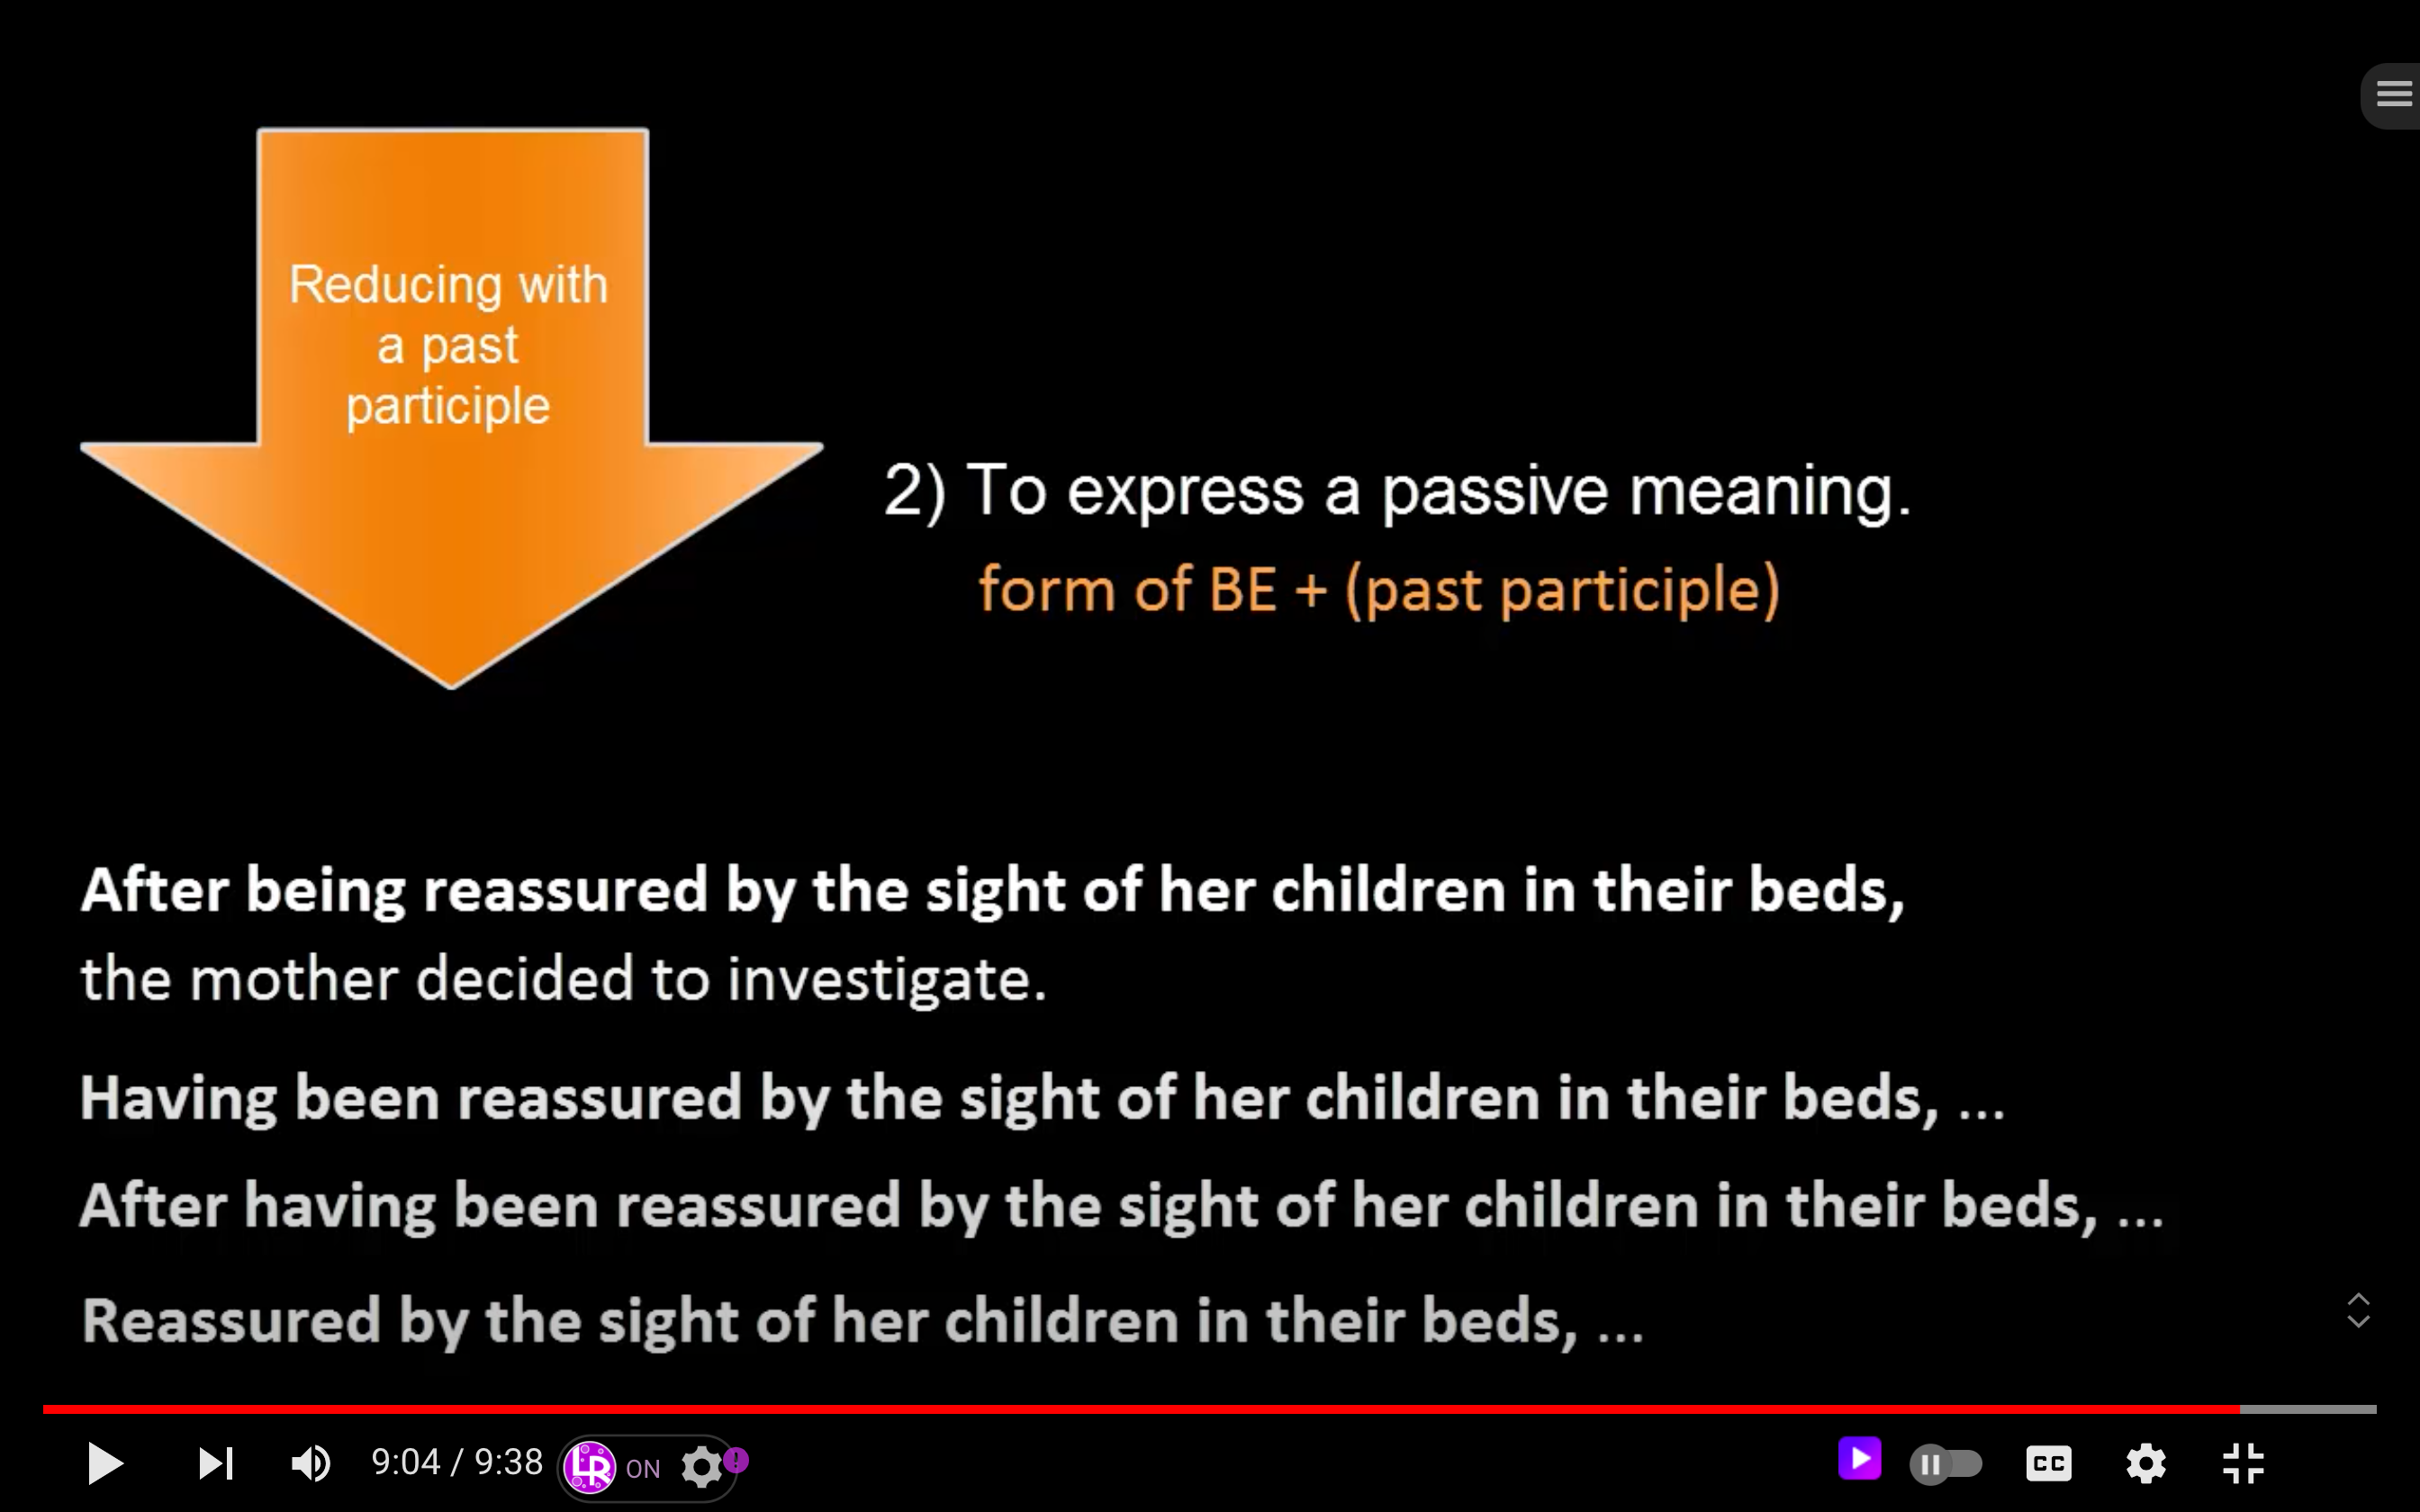 Reducing with
a past
participle
2) To express a passive meaning.
form of BE + (past participle)
After being reassured by the sight of her children in their beds,
the mother decided to investigate.
Having been reassured by the sight of her children in their beds, ...
After having been reassured by the sight of her children in their beds, ...
Reassured by the sight of her children in their beds, ...
9:04 / 9:38 LR ON ! CC